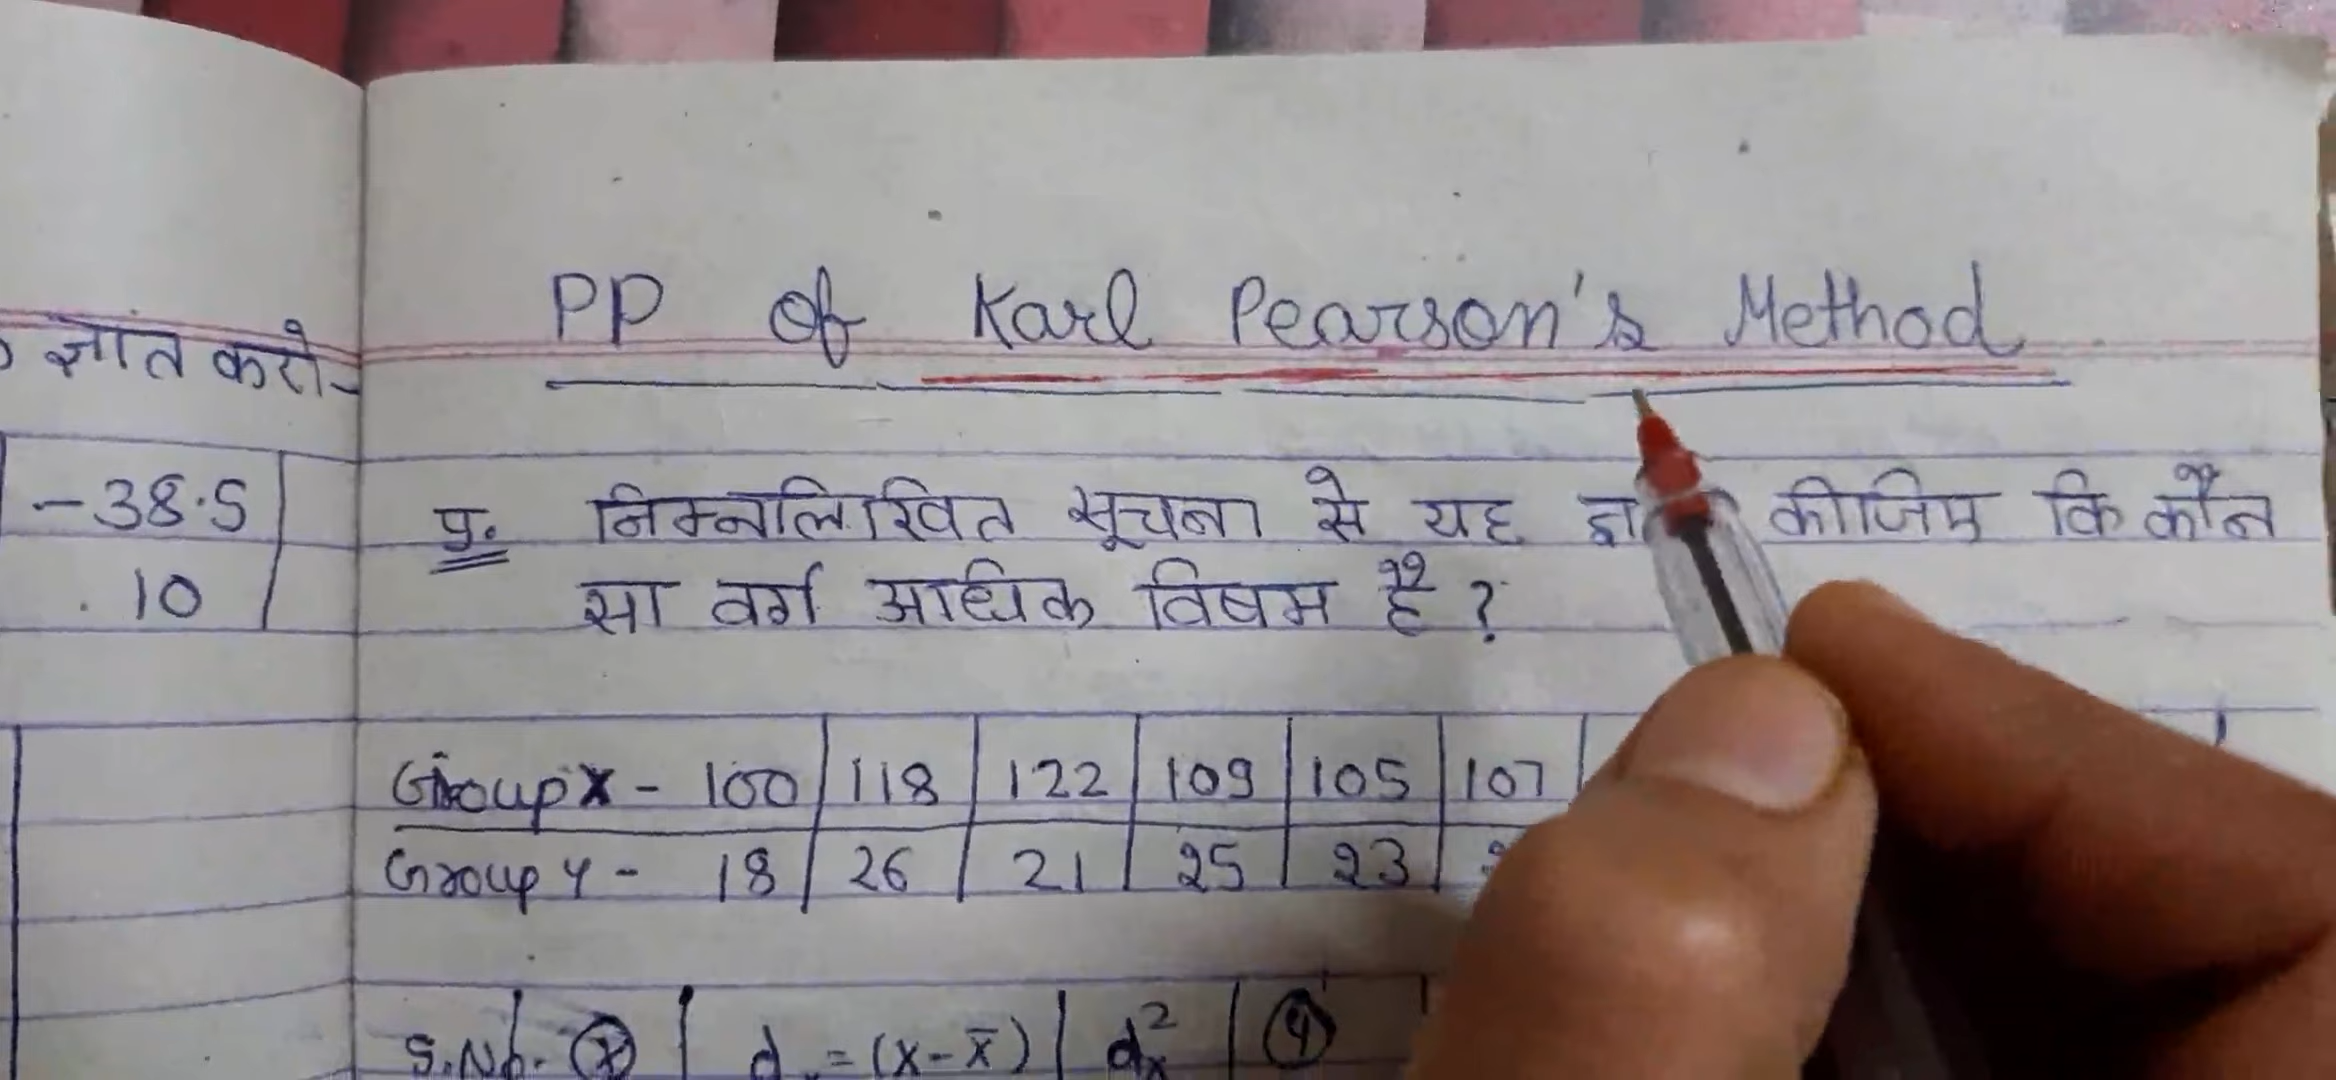 ज्ञात करो-
-38.5
10
PP of Karl Pearson's Method
प्र. निम्नलिखित सूचना से यह कीजिए कि कौन
सा वर्ग अधिक विषम है?
Group X - 100 118 122 109 105 107
Group Y - 18 26 21 25 23
S.No. (X) d = (x-x̄) dx² (Y)